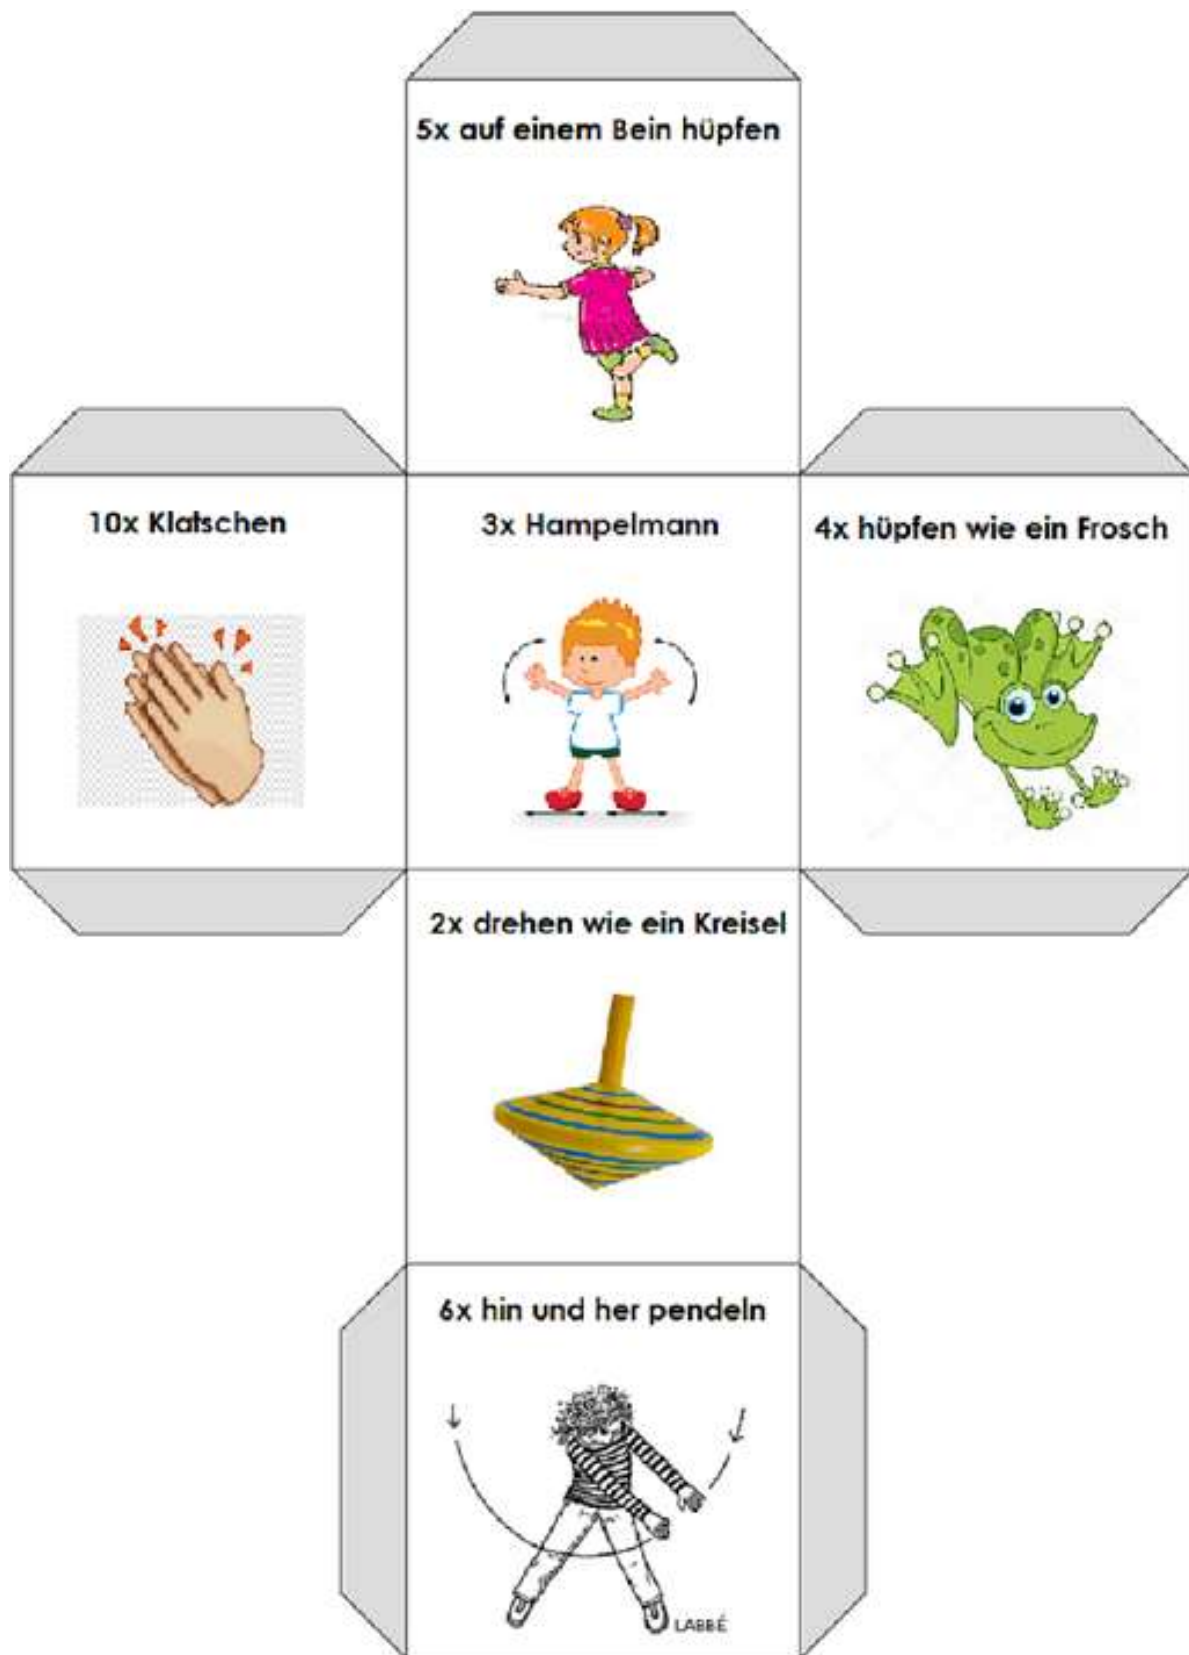 5x auf einem Bein hüpfen
10x Klatschen
3x Hampelmann
4x hüpfen wie ein Frosch
2x drehen wie ein Kreisel
6x hin und her pendeln
LABBÉ